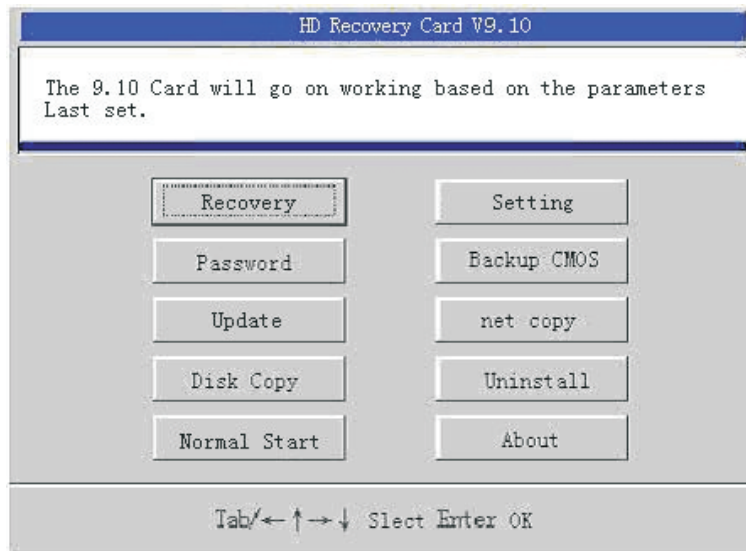 HD Recovery Card V9.10
The 9.10 Card will go on working based on the parameters
Last set.
Recovery
Setting
Password
Backup CMOS
Update
net copy
Disk Copy
Uninstall
Normal Start
About
Tab/←↑→↓ Slect Enter OK